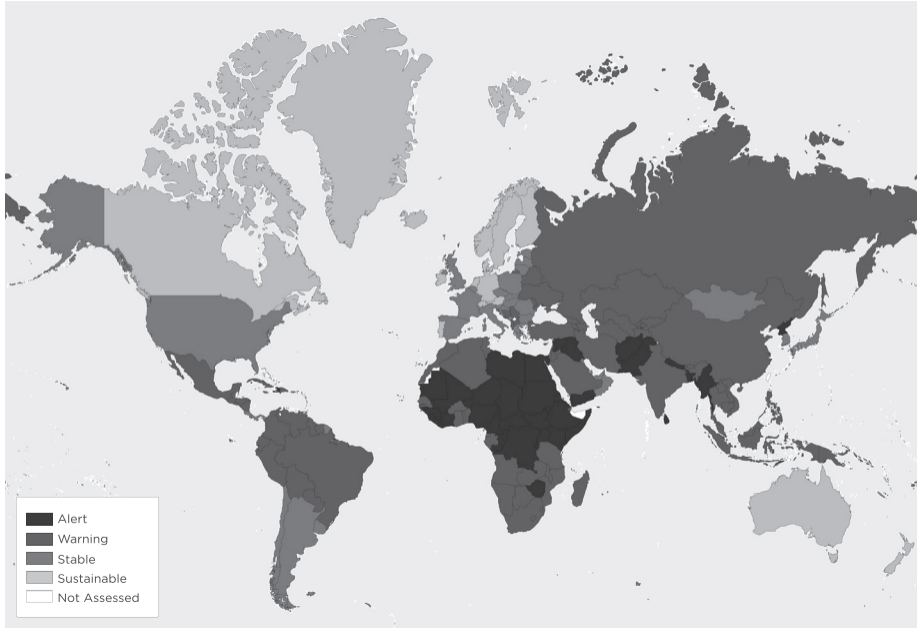 Alert
Warning
Stable
Sustainable
Not Assessed